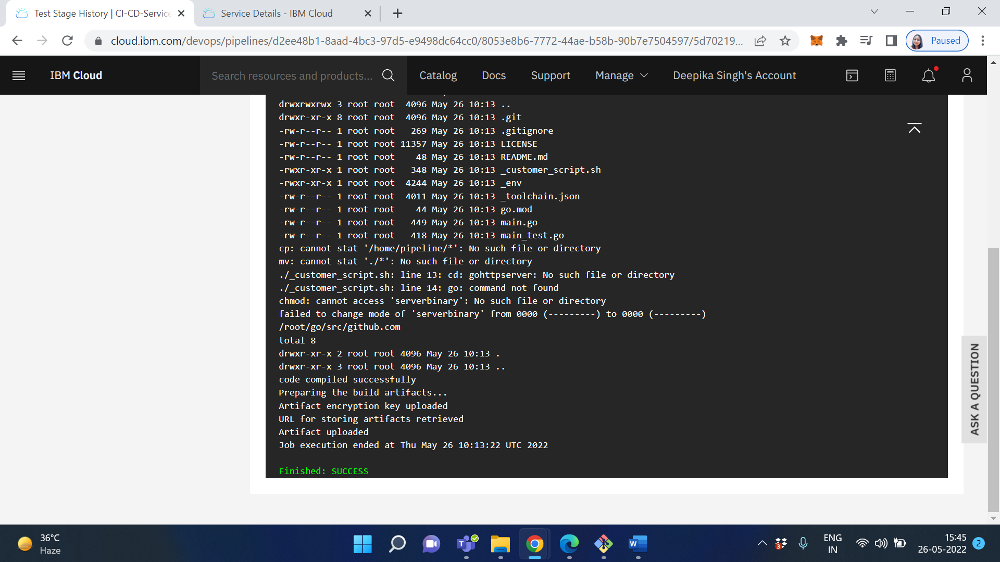 Test Stage History | CI-CD-Service
Service Details - IBM Cloud
cloud.ibm.com/devops/pipelines/d2ee48b1-8aad-4bc3-97d5-e9498dc64cc0/8053e8b6-7772-44ae-b58b-90b7e7504597/5d70219...
Paused
IBM Cloud
Search resources and products...
Catalog
Docs
Support
Manage
Deepika Singh's Account
drwxrwxrwx 3 root root  4096 May 26 10:13 ..
drwxr-xr-x 8 root root  4096 May 26 10:13 .git
-rw-r--r-- 1 root root   269 May 26 10:13 .gitignore
-rw-r--r-- 1 root root 11357 May 26 10:13 LICENSE
-rw-r--r-- 1 root root    48 May 26 10:13 README.md
-rwxr-xr-x 1 root root   348 May 26 10:13 _customer_script.sh
-rwxr-xr-x 1 root root  4244 May 26 10:13 _env
-rw-r--r-- 1 root root  4011 May 26 10:13 _toolchain.json
-rw-r--r-- 1 root root    44 May 26 10:13 go.mod
-rw-r--r-- 1 root root   449 May 26 10:13 main.go
-rw-r--r-- 1 root root   418 May 26 10:13 main_test.go
cp: cannot stat '/home/pipeline/*': No such file or directory
mv: cannot stat './*': No such file or directory
./_customer_script.sh: line 13: cd: gohttpserver: No such file or directory
./_customer_script.sh: line 14: go: command not found
chmod: cannot access 'serverbinary': No such file or directory
failed to change mode of 'serverbinary' from 0000 (---------) to 0000 (---------)
/root/go/src/github.com
total 8
drwxr-xr-x 2 root root 4096 May 26 10:13 .
drwxr-xr-x 3 root root 4096 May 26 10:13 ..
code compiled successfully
Preparing the build artifacts...
Artifact encryption key uploaded
URL for storing artifacts retrieved
Artifact uploaded
Job execution ended at Thu May 26 10:13:22 UTC 2022
Finished: SUCCESS
ASK A QUESTION
36°C
Haze
3
ENG
IN
15:45
26-05-2022
2